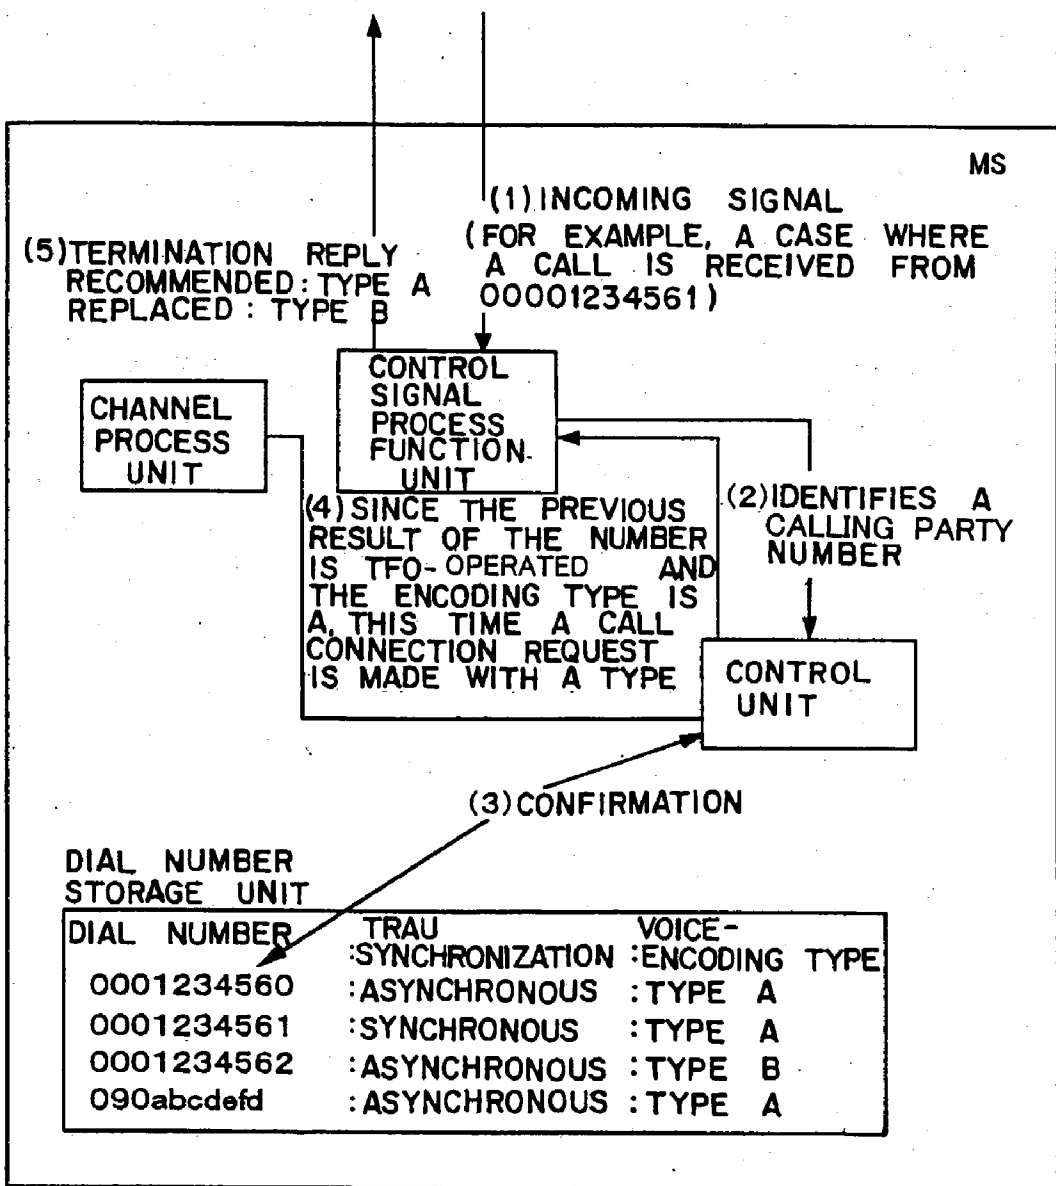 MS
(1) INCOMING SIGNAL
(FOR EXAMPLE, A CASE WHERE
A CALL IS RECEIVED FROM
00001234561)
(5) TERMINATION REPLY
RECOMMENDED: TYPE A
REPLACED: TYPE B
CONTROL
SIGNAL
PROCESS
FUNCTION
UNIT
CHANNEL
PROCESS
UNIT
(2) IDENTIFIES A
CALLING PARTY
NUMBER
(4) SINCE THE PREVIOUS
RESULT OF THE NUMBER
IS TFO-OPERATED AND
THE ENCODING TYPE IS
A, THIS TIME A CALL
CONNECTION REQUEST
IS MADE WITH A TYPE
CONTROL
UNIT
(3) CONFIRMATION
DIAL NUMBER
STORAGE UNIT
DIAL NUMBER TRAU VOICE-
:SYNCHRONIZATION :ENCODING TYPE
0001234560 :ASYNCHRONOUS :TYPE A
0001234561 :SYNCHRONOUS :TYPE A
0001234562 :ASYNCHRONOUS :TYPE B
090abcdefd :ASYNCHRONOUS :TYPE A